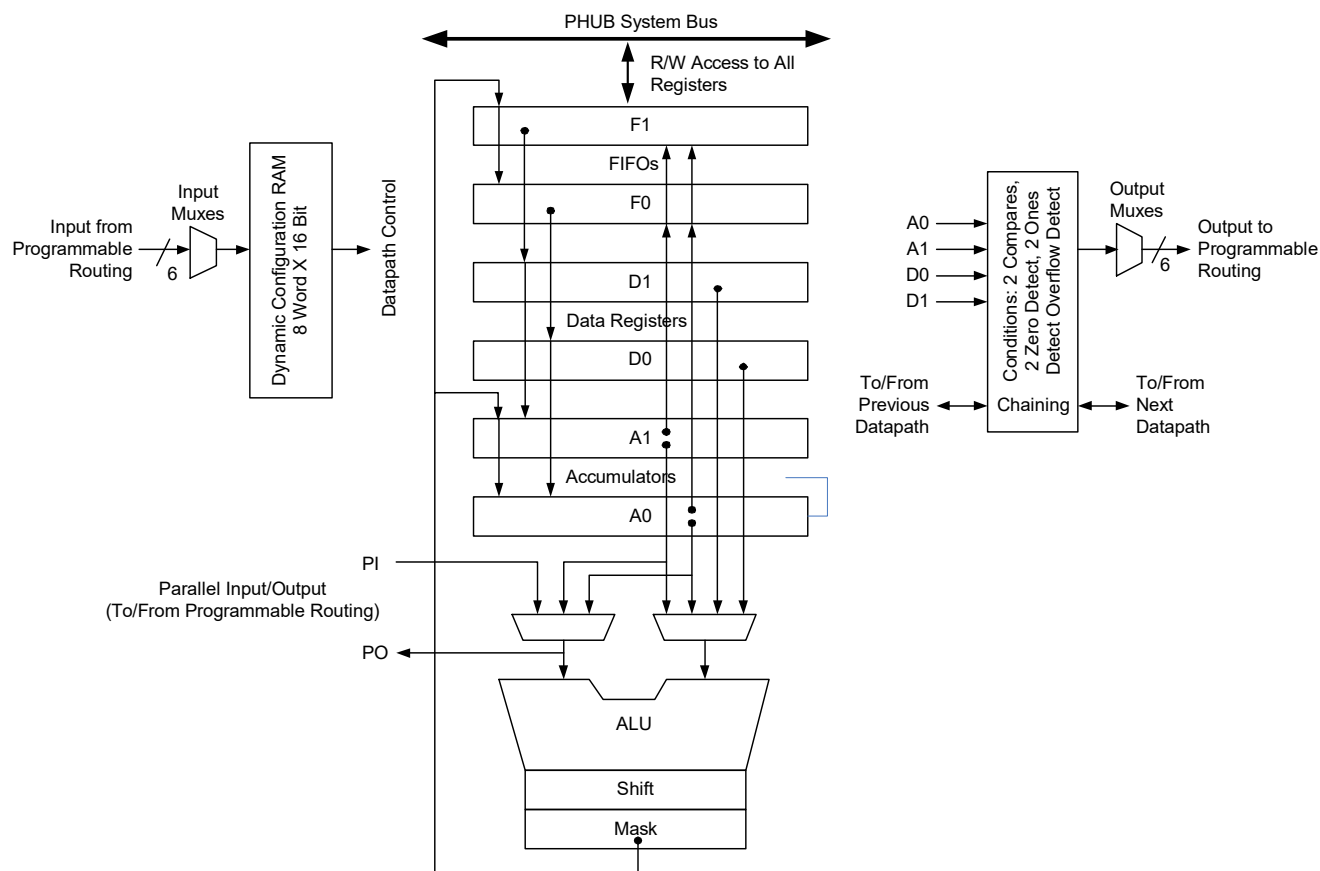 PHUB System Bus
R/W Access to All
Registers
F1
FIFOs
F0
D1
Data Registers
D0
A1
Accumulators
A0
Input from
Programmable
Routing
6
Input
Muxes
Dynamic Configuration RAM
8 Word X 16 Bit
Datapath Control
A0
A1
D0
D1
Conditions: 2 Compares,
2 Zero Detect, 2 Ones
Detect Overflow Detect
Output
Muxes
6
Output to
Programmable
Routing
To/From
Previous
Datapath
Chaining
To/From
Next
Datapath
PI
Parallel Input/Output
(To/From Programmable Routing)
PO
ALU
Shift
Mask